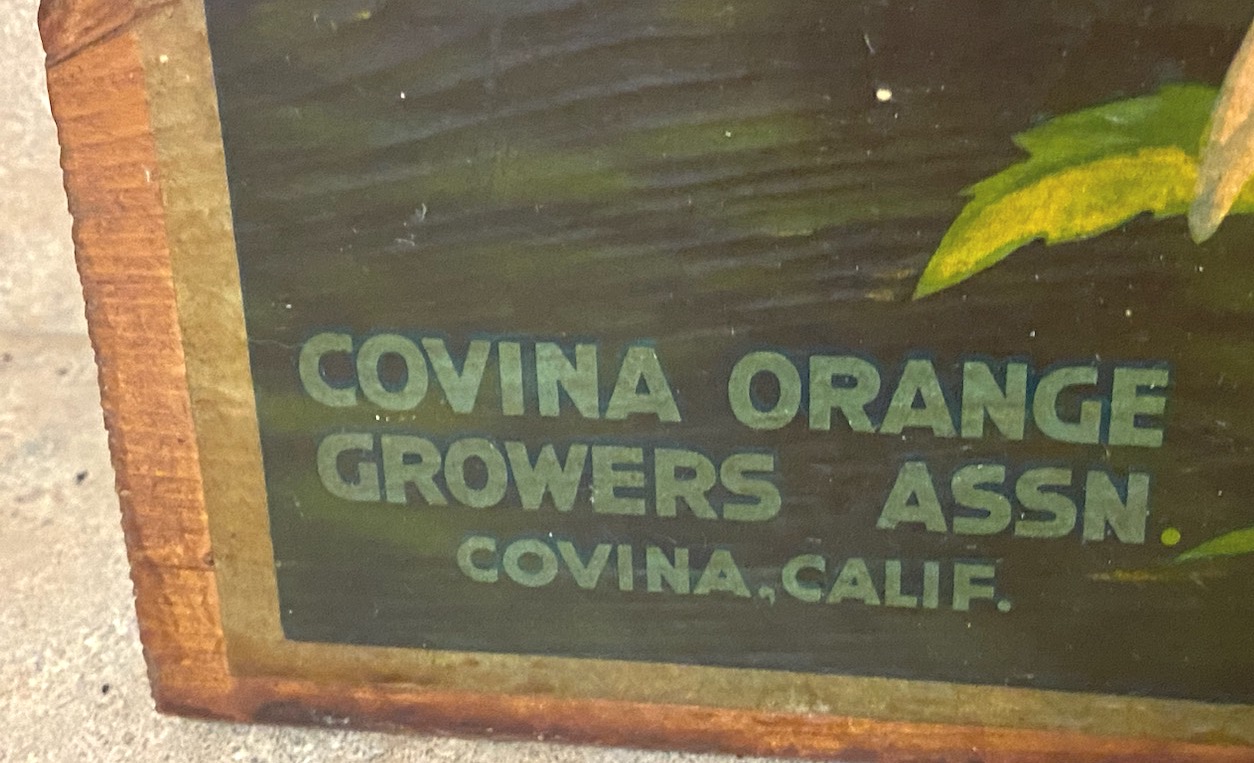 COVINA ORANGE
GROWERS ASSN.
COVINA, CALIF.